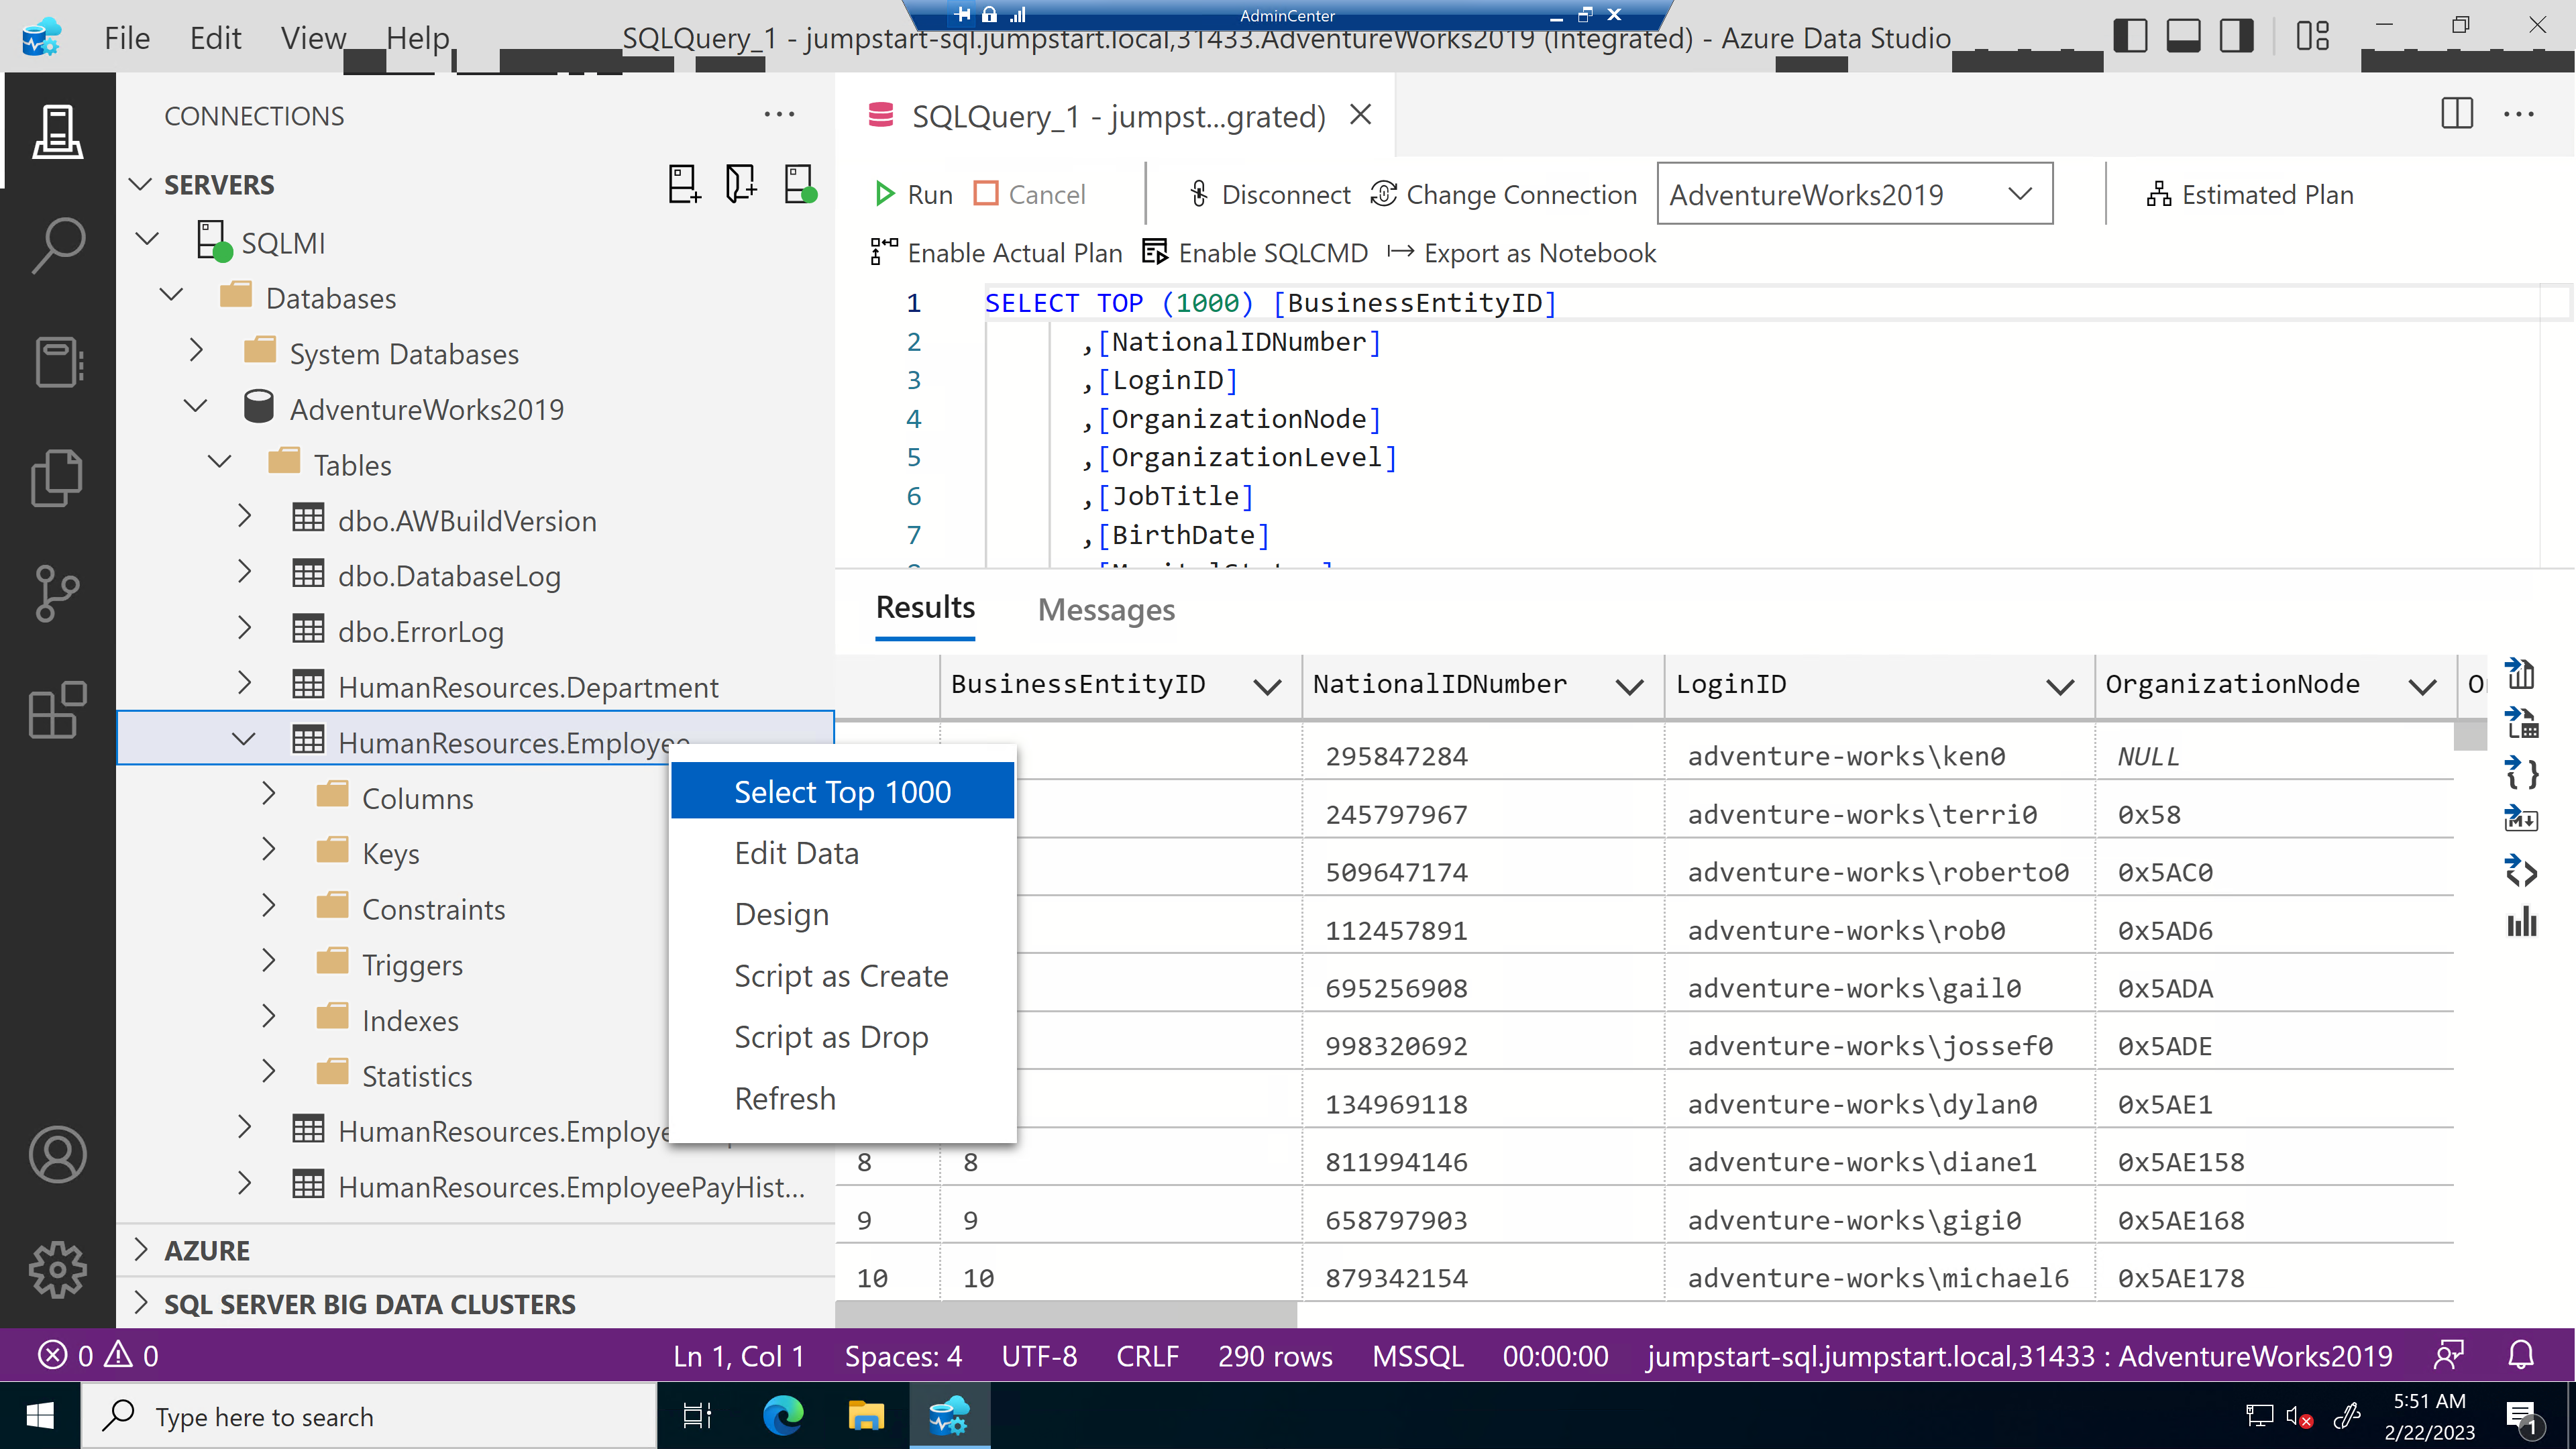 AdminCenter
File Edit View Help SQLQuery_1 - jumpstart-sql.jumpstart.local,31433.AdventureWorks2019 (Integrated) - Azure Data Studio
CONNECTIONS
SERVERS
SQLMI
Databases
System Databases
AdventureWorks2019
Tables
dbo.AWBuildVersion
dbo.DatabaseLog
dbo.ErrorLog
HumanResources.Department
HumanResources.Employee
Columns
Keys
Constraints
Triggers
Indexes
Statistics
HumanResources.Employe
HumanResources.EmployeePayHist...
AZURE
SQL SERVER BIG DATA CLUSTERS
Select Top 1000
Edit Data
Design
Script as Create
Script as Drop
Refresh
SQLQuery_1 - jumpst...grated)
Run Cancel Disconnect Change Connection AdventureWorks2019 Estimated Plan
Enable Actual Plan Enable SQLCMD Export as Notebook
1 SELECT TOP (1000) [BusinessEntityID]
2 ,[NationalIDNumber]
3 ,[LoginID]
4 ,[OrganizationNode]
5 ,[OrganizationLevel]
6 ,[JobTitle]
7 ,[BirthDate]
Results Messages
BusinessEntityID NationalIDNumber LoginID OrganizationNode
295847284 adventure-works\ken0 NULL
245797967 adventure-works\terri0 0x58
509647174 adventure-works\roberto0 0x5AC0
112457891 adventure-works\rob0 0x5AD6
695256908 adventure-works\gail0 0x5ADA
998320692 adventure-works\jossef0 0x5ADE
134969118 adventure-works\dylan0 0x5AE1
8 8 811994146 adventure-works\diane1 0x5AE158
9 9 658797903 adventure-works\gigi0 0x5AE168
10 10 879342154 adventure-works\michael6 0x5AE178
0 0 Ln 1, Col 1 Spaces: 4 UTF-8 CRLF 290 rows MSSQL 00:00:00 jumpstart-sql.jumpstart.local,31433 : AdventureWorks2019
Type here to search
5:51 AM
2/22/2023
1